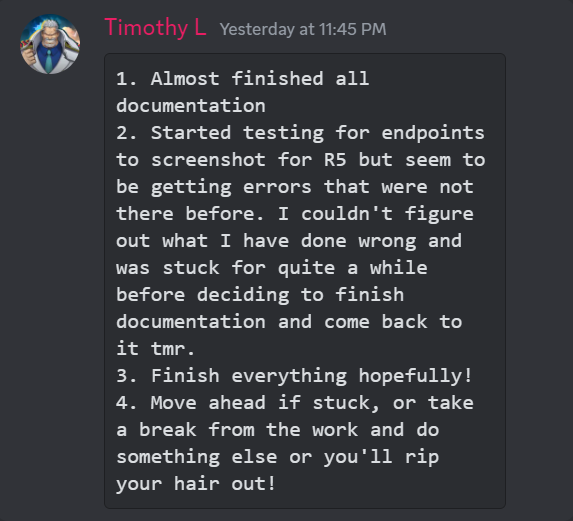 Timothy L Yesterday at 11:45 PM
1. Almost finished all
documentation
2. Started testing for endpoints
to screenshot for R5 but seem to
be getting errors that were not
there before. I couldn't figure
out what I have done wrong and
was stuck for quite a while
before deciding to finish
documentation and come back to
it tmr.
3. Finish everything hopefully!
4. Move ahead if stuck, or take
a break from the work and do
something else or you'll rip
your hair out!